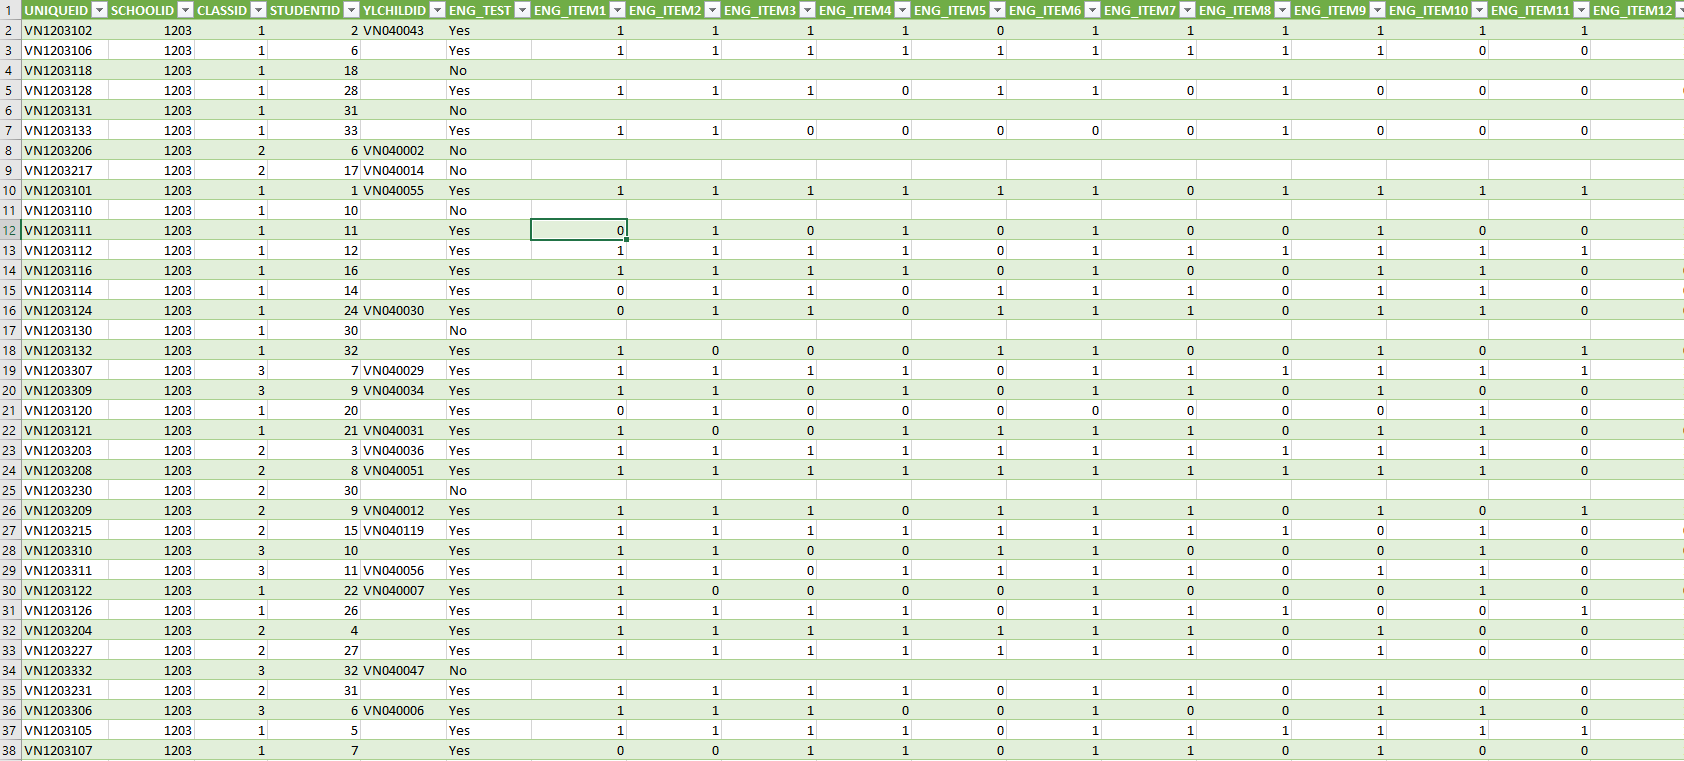 1 UNIQUEID SCHOOLID CLASSID STUDENTID YLCHILDID ENG_TEST ENG_ITEM1 ENG_ITEM2 ENG_ITEM3 ENG_ITEM4 ENG_ITEM5 ENG_ITEM6 ENG_ITEM7 ENG_ITEM8 ENG_ITEM9 ENG_ITEM10 ENG_ITEM11 ENG_ITEM12
2 VN1203102 1203 1 2 VN040043 Yes 1 1 1 1 0 1 1 1 1 1 1
3 VN1203106 1203 1 6 Yes 1 1 1 1 1 1 1 1 1 0 0
4 VN1203118 1203 1 18 No
5 VN1203128 1203 1 28 Yes 1 1 1 0 1 1 0 1 0 0 0
6 VN1203131 1203 1 31 No
7 VN1203133 1203 1 33 Yes 1 1 0 0 0 0 0 1 0 0 0
8 VN1203206 1203 2 6 VN040002 No
9 VN1203217 1203 2 17 VN040014 No
10 VN1203101 1203 1 1 VN040055 Yes 1 1 1 1 1 1 0 1 1 1 1
11 VN1203110 1203 1 10 No
12 VN1203111 1203 1 11 Yes 0 1 0 1 0 1 0 0 1 0 0
13 VN1203112 1203 1 12 Yes 1 1 1 1 0 1 1 1 1 1 1
14 VN1203116 1203 1 16 Yes 1 1 1 1 0 1 0 0 1 1 0
15 VN1203114 1203 1 14 Yes 0 1 1 0 1 1 1 0 1 1 0
16 VN1203124 1203 1 24 VN040030 Yes 0 1 1 0 1 1 1 0 1 1 0
17 VN1203130 1203 1 30 No
18 VN1203132 1203 1 32 Yes 1 0 0 0 1 1 0 0 1 0 1
19 VN1203307 1203 3 7 VN040029 Yes 1 1 1 1 0 1 1 1 1 1 1
20 VN1203309 1203 3 9 VN040034 Yes 1 1 0 1 0 1 1 0 1 0 0
21 VN1203120 1203 1 20 Yes 0 1 0 0 0 0 0 0 0 1 0
22 VN1203121 1203 1 21 VN040031 Yes 1 0 0 1 1 1 1 0 1 1 0
23 VN1203203 1203 2 3 VN040036 Yes 1 1 1 1 1 1 1 1 1 1 0
24 VN1203208 1203 2 8 VN040051 Yes 1 1 1 1 1 1 1 1 1 1 0
25 VN1203230 1203 2 30 No
26 VN1203209 1203 2 9 VN040012 Yes 1 1 1 0 1 1 1 0 1 0 1
27 VN1203215 1203 2 15 VN040119 Yes 1 1 1 1 1 1 1 1 0 1 0
28 VN1203310 1203 3 10 Yes 1 1 0 0 1 1 0 0 0 1 0
29 VN1203311 1203 3 11 VN040056 Yes 1 1 0 1 1 1 1 0 1 1 0
30 VN1203122 1203 1 22 VN040007 Yes 1 0 0 0 0 1 0 0 0 1 0
31 VN1203126 1203 1 26 Yes 1 1 1 1 0 1 1 1 0 0 1
32 VN1203204 1203 2 4 Yes 1 1 1 1 1 1 1 0 1 0 0
33 VN1203227 1203 2 27 Yes 1 1 1 1 1 1 1 0 1 0 0
34 VN1203332 1203 3 32 VN040047 No
35 VN1203231 1203 2 31 Yes 1 1 1 1 0 1 1 0 1 0 0
36 VN1203306 1203 3 6 VN040006 Yes 1 1 1 0 0 1 0 0 1 1 0
37 VN1203105 1203 1 5 Yes 1 1 1 1 0 1 1 1 1 1 1
38 VN1203107 1203 1 7 Yes 0 0 1 1 0 1 1 0 1 0 0